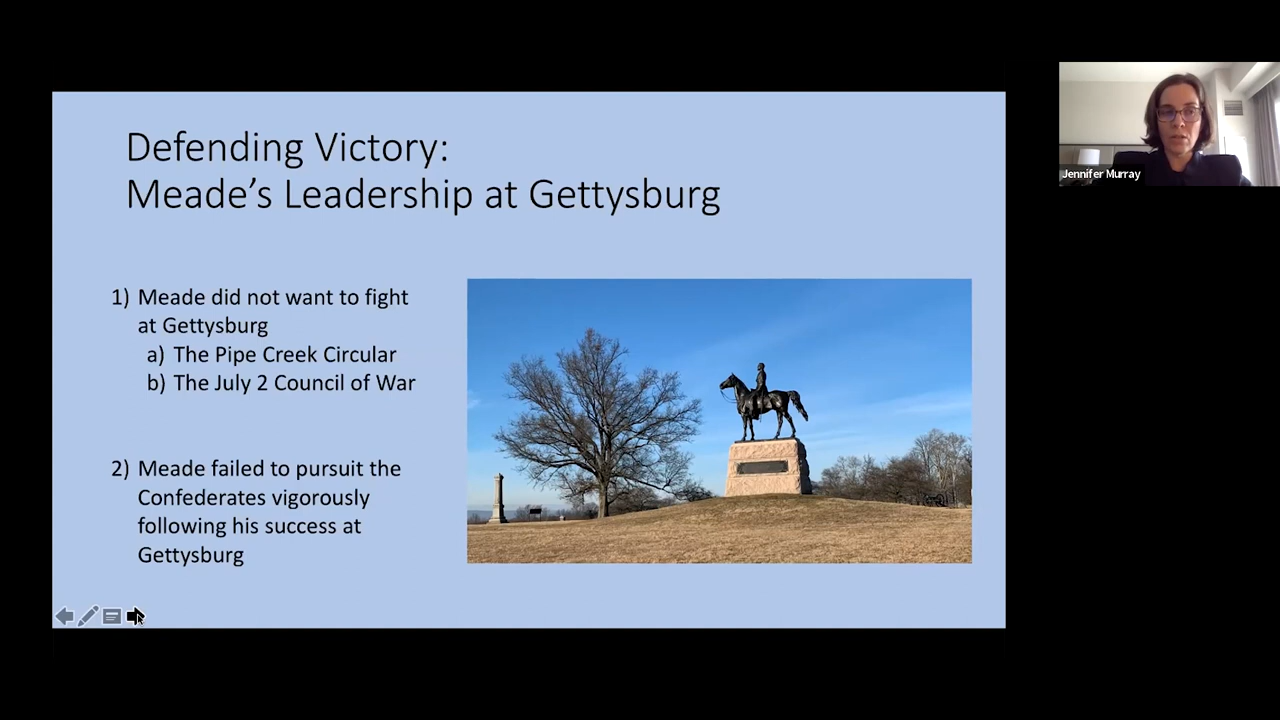 Defending Victory:
Meade's Leadership at Gettysburg
1) Meade did not want to fight
at Gettysburg
a) The Pipe Creek Circular
b) The July 2 Council of War
2) Meade failed to pursuit the
Confederates vigorously
following his success at
Gettysburg
Jennifer Murray